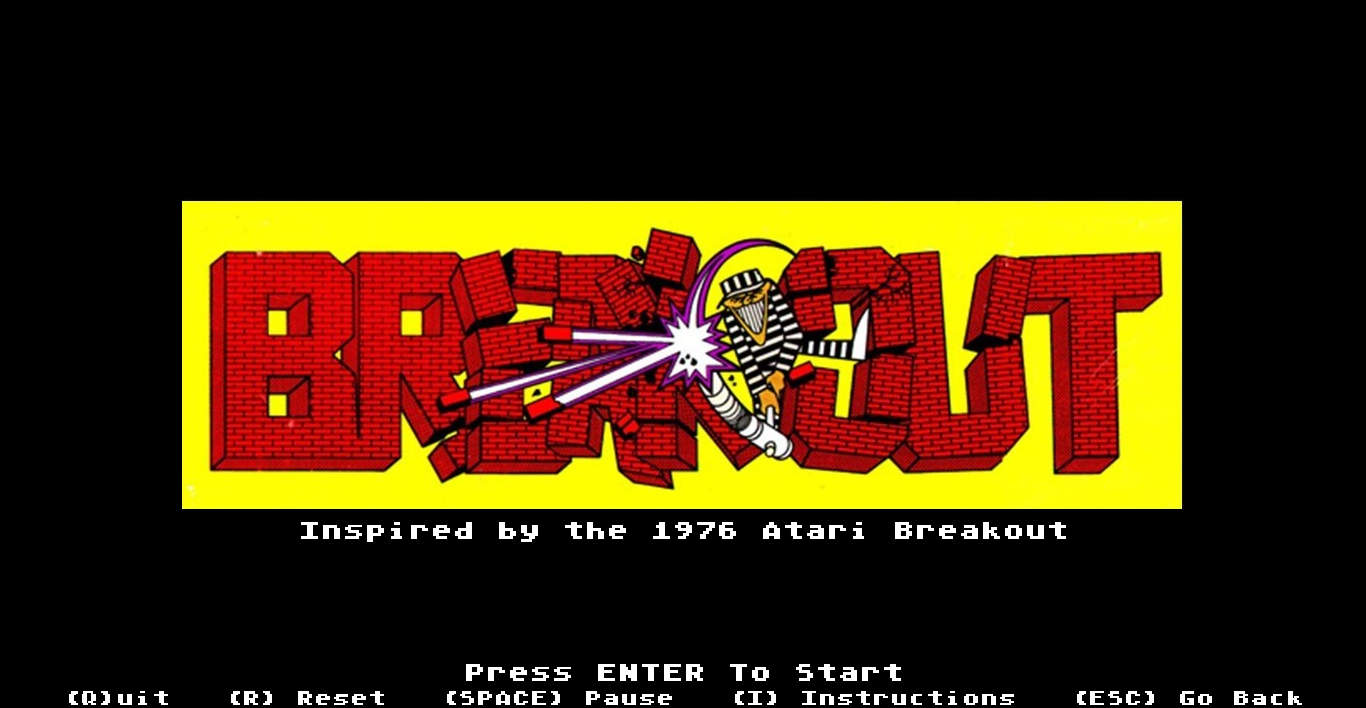 BREAKOUT
Inspired by the 1976 Atari Breakout
Press ENTER To Start
(Q)uit (R) Reset (SPACE) Pause (I) Instructions (ESC) Go Back